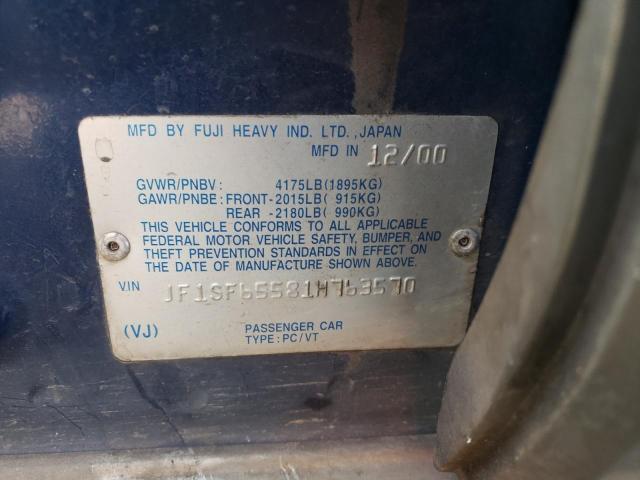 MFD BY FUJI HEAVY IND. LTD., JAPAN
MFD IN 12/00
GVWR/PNBV: 4175LB(1895KG)
GAWR/PNBE: FRONT-2015LB( 915KG)
REAR -2180LB( 990KG)
THIS VEHICLE CONFORMS TO ALL APPLICABLE
FEDERAL MOTOR VEHICLE SAFETY, BUMPER, AND
THEFT PREVENTION STANDARDS IN EFFECT ON
THE DATE OF MANUFACTURE SHOWN ABOVE.
VIN JF1SF65581H763570
(VJ) PASSENGER CAR
TYPE: PC/VT